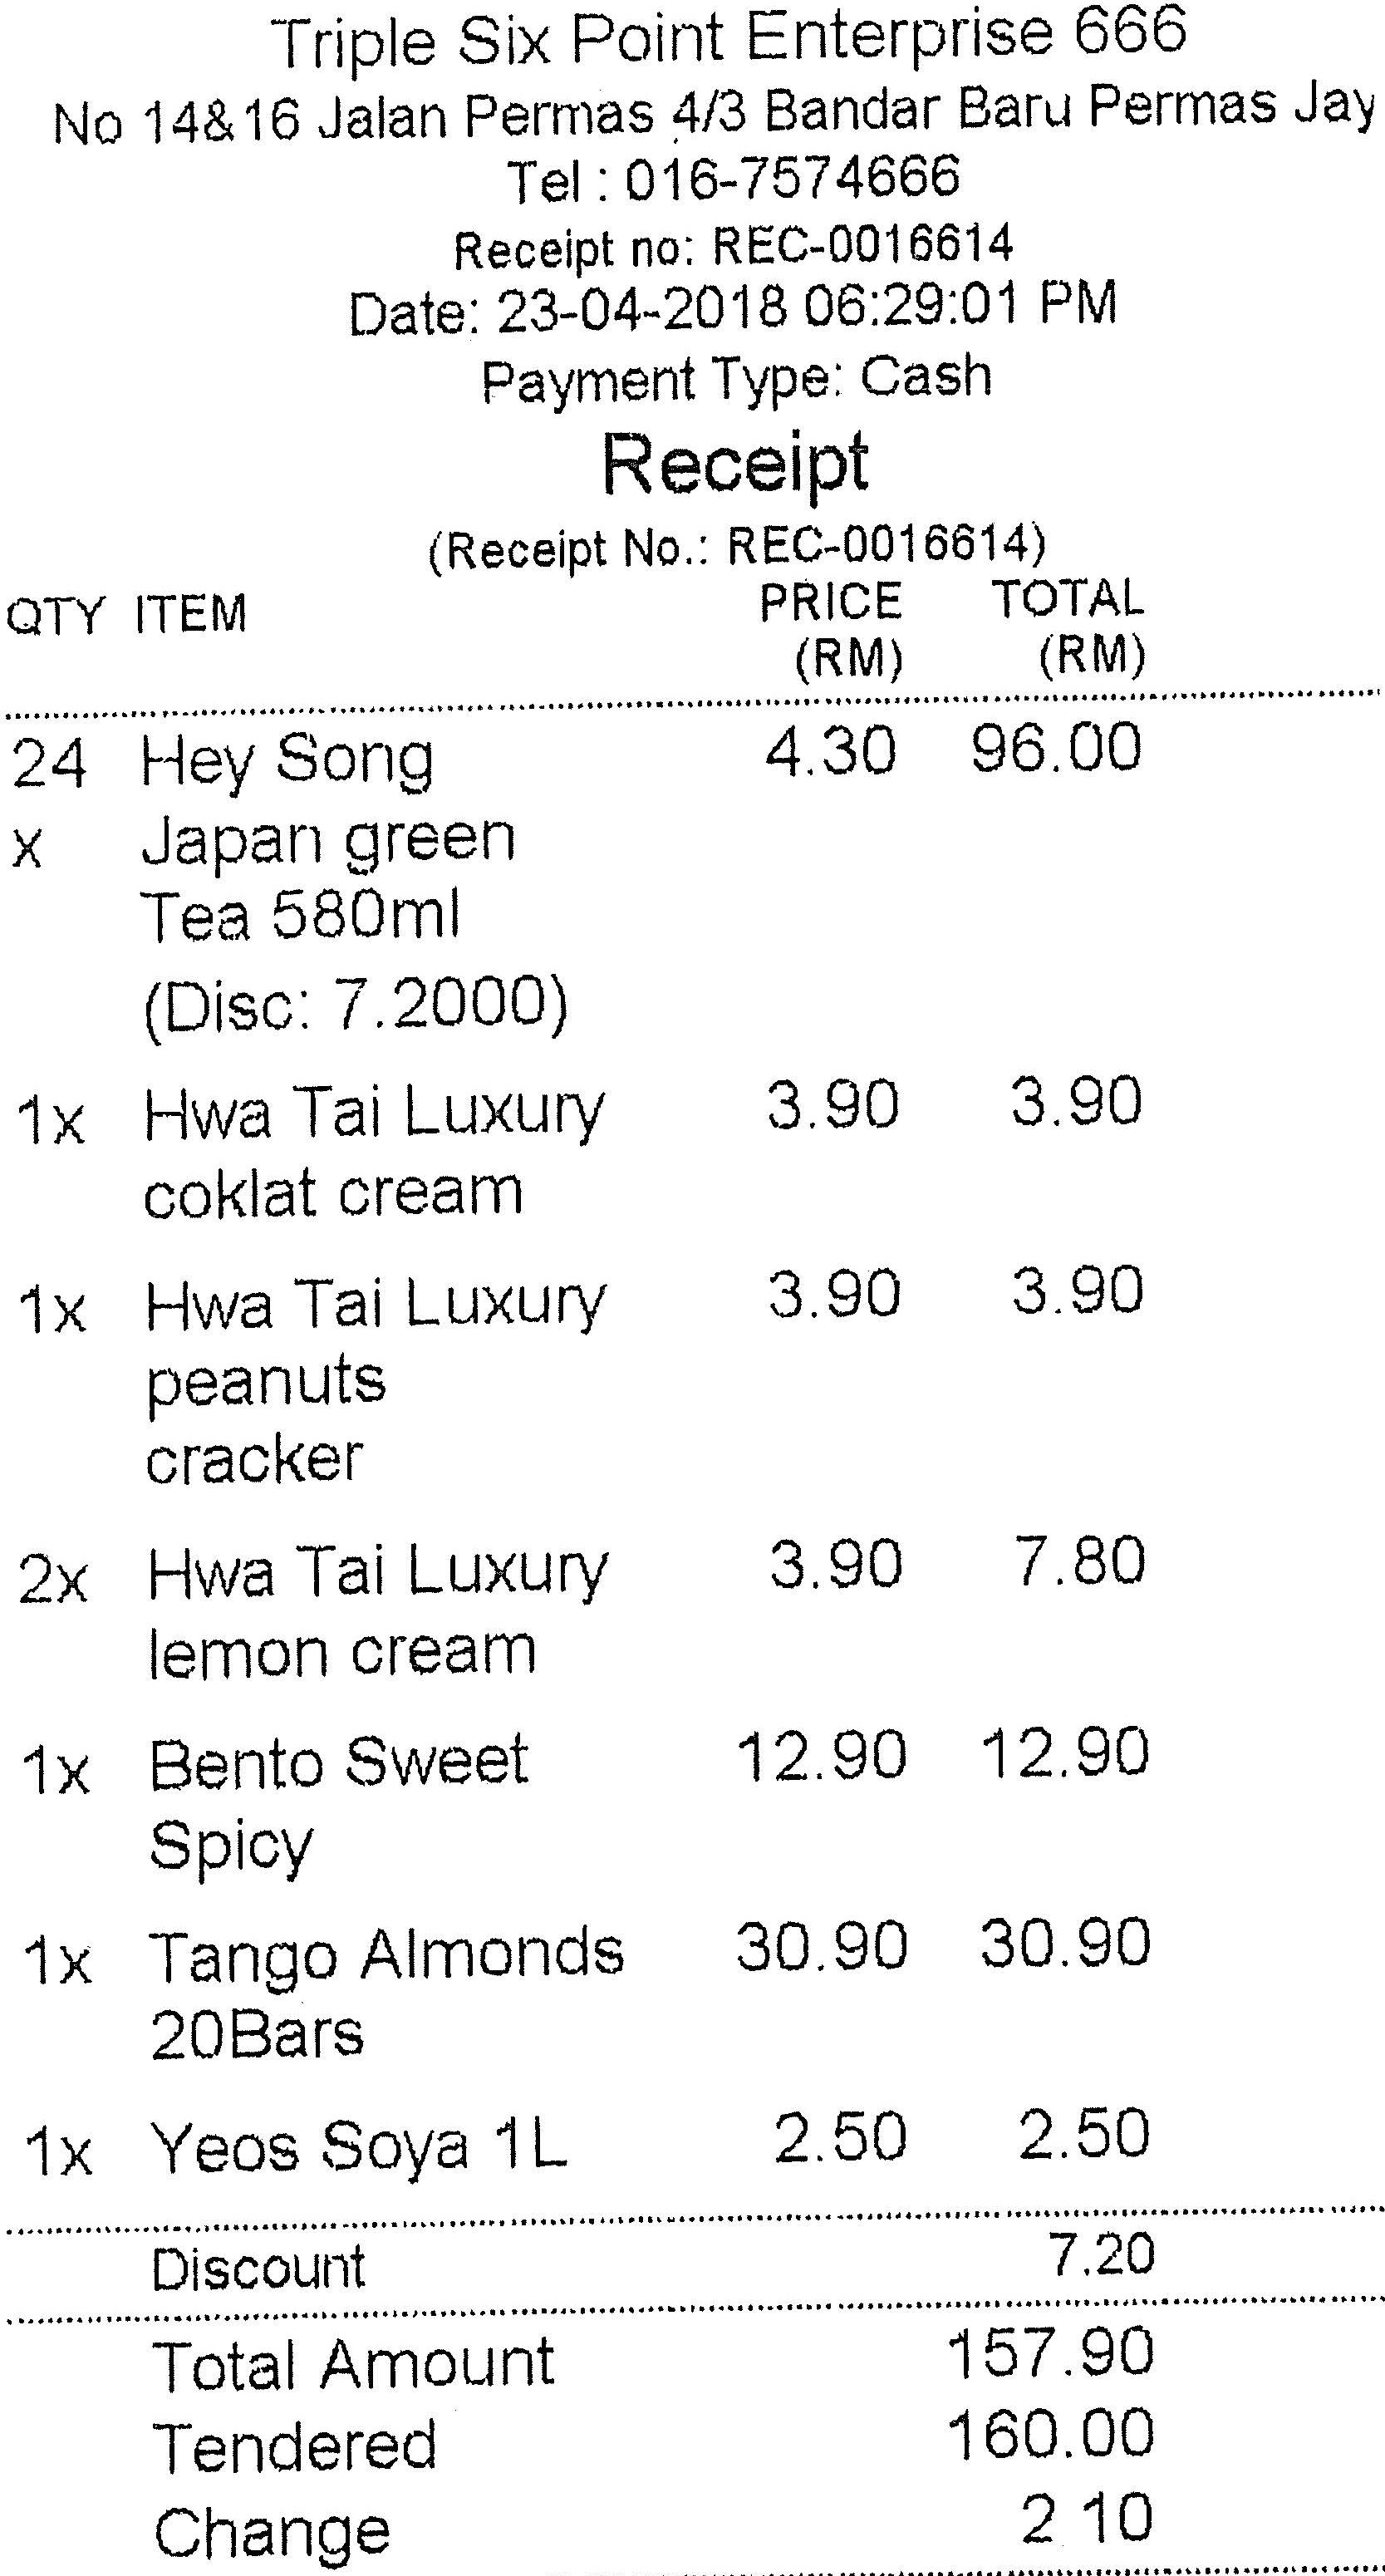 Triple Six Point Enterprise 666
No 14&16 Jalan Permas 4/3 Bandar Baru Permas Jay
Tel : 016-7574666
Receipt no: REC-0016614
Date: 23-04-2018 06:29:01 PM
Payment Type: Cash
Receipt
(Receipt No.: REC-0016614)
QTY ITEM PRICE TOTAL
(RM) (RM)
24 Hey Song 4.30 96.00
x Japan green
Tea 580ml
(Disc: 7.2000)
1x Hwa Tai Luxury 3.90 3.90
coklat cream
1x Hwa Tai Luxury 3.90 3.90
peanuts
cracker
2x Hwa Tai Luxury 3.90 7.80
lemon cream
1x Bento Sweet 12.90 12.90
Spicy
1x Tango Almonds 30.90 30.90
20Bars
1x Yeos Soya 1L 2.50 2.50
Discount 7.20
Total Amount 157.90
Tendered 160.00
Change 2.10